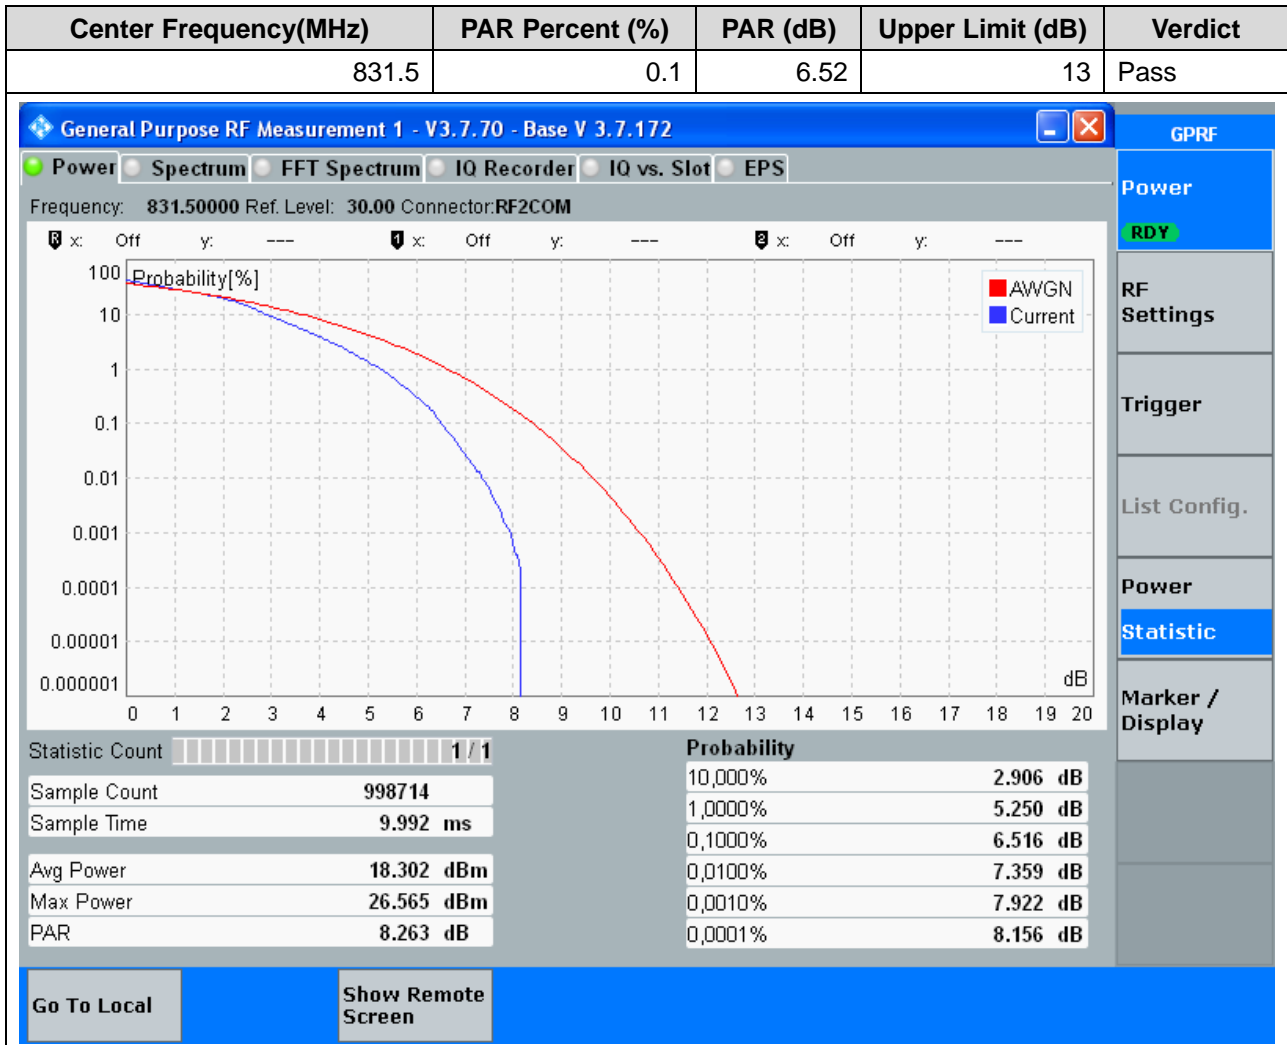 Center Frequency(MHz) PAR Percent (%) PAR (dB) Upper Limit (dB) Verdict
831.5 0.1 6.52 13 Pass
General Purpose RF Measurement 1 - V3.7.70 - Base V 3.7.172
GPRF
Power Spectrum FFT Spectrum IQ Recorder IQ vs. Slot EPS
Power
RDY
Frequency: 831.50000 Ref. Level: 30.00 Connector:RF2COM
R x: Off y: --- 1 x: Off y: --- 2 x: Off y: ---
Probability[%]
AWGN
Current
100
10
1
0.1
0.01
0.001
0.0001
0.00001
0.000001
dB
0 1 2 3 4 5 6 7 8 9 10 11 12 13 14 15 16 17 18 19 20
RF
Settings
Trigger
List Config.
Power
Statistic
Marker /
Display
Statistic Count 1 / 1
Sample Count 998714
Sample Time 9.992 ms
Avg Power 18.302 dBm
Max Power 26.565 dBm
PAR 8.263 dB
Probability
10,000% 2.906 dB
1,0000% 5.250 dB
0,1000% 6.516 dB
0,0100% 7.359 dB
0,0010% 7.922 dB
0,0001% 8.156 dB
Go To Local
Show Remote
Screen